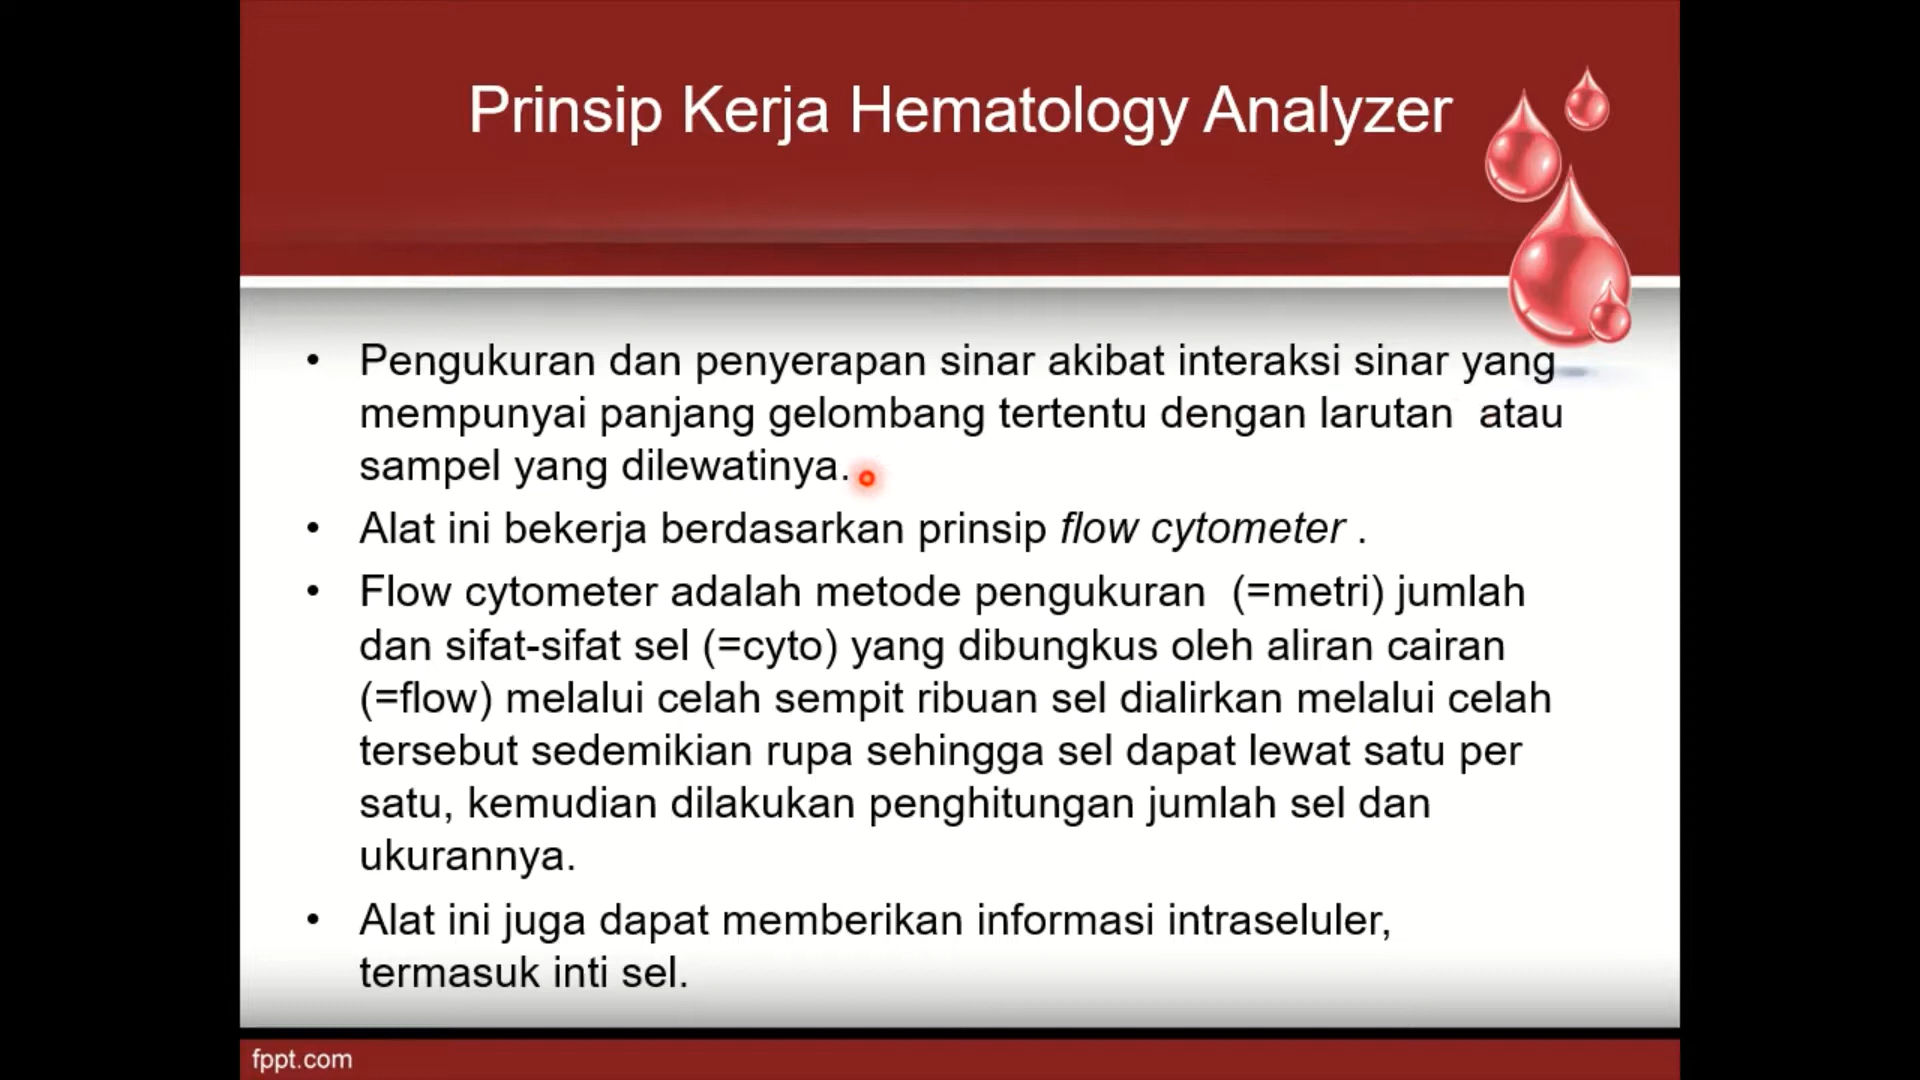 Prinsip Kerja Hematology Analyzer
• Pengukuran dan penyerapan sinar akibat interaksi sinar yang
mempunyai panjang gelombang tertentu dengan larutan  atau
sampel yang dilewatinya.
• Alat ini bekerja berdasarkan prinsip flow cytometer .
• Flow cytometer adalah metode pengukuran  (=metri) jumlah
dan sifat-sifat sel (=cyto) yang dibungkus oleh aliran cairan
(=flow) melalui celah sempit ribuan sel dialirkan melalui celah
tersebut sedemikian rupa sehingga sel dapat lewat satu per
satu, kemudian dilakukan penghitungan jumlah sel dan
ukurannya.
• Alat ini juga dapat memberikan informasi intraseluler,
termasuk inti sel.
fppt.com